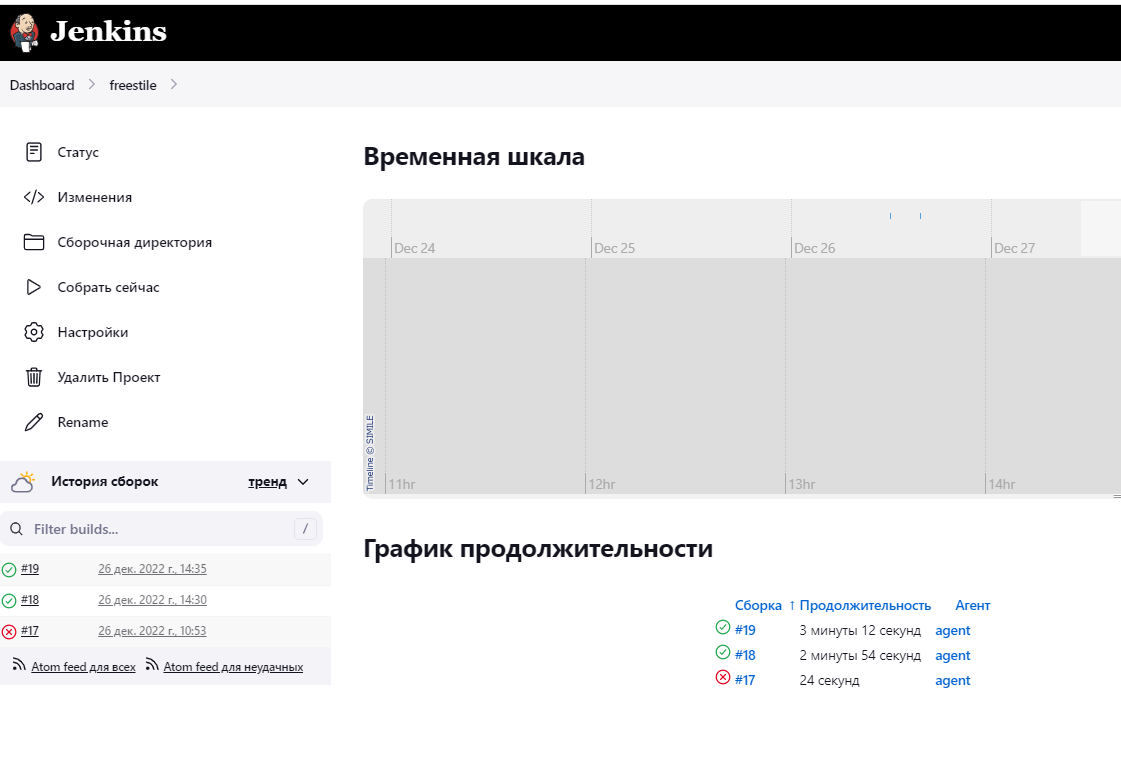 Jenkins
Dashboard
freestile
Статус
Изменения
Сборочная директория
Собрать сейчас
Настройки
Удалить Проект
Rename
История сборок
тренд
Filter builds...
/
#19 26 дек. 2022 г., 14:35
#18 26 дек. 2022 г., 14:30
#17 26 дек. 2022 г., 10:53
Atom feed для всех Atom feed для неудачных
Временная шкала
Dec 24 Dec 25 Dec 26 Dec 27
Timeline © SIMILE
11hr 12hr 13hr 14hr
График продолжительности
Сборка ↑ Продолжительность Агент
#19 3 минуты 12 секунд agent
#18 2 минуты 54 секунд agent
#17 24 секунд agent